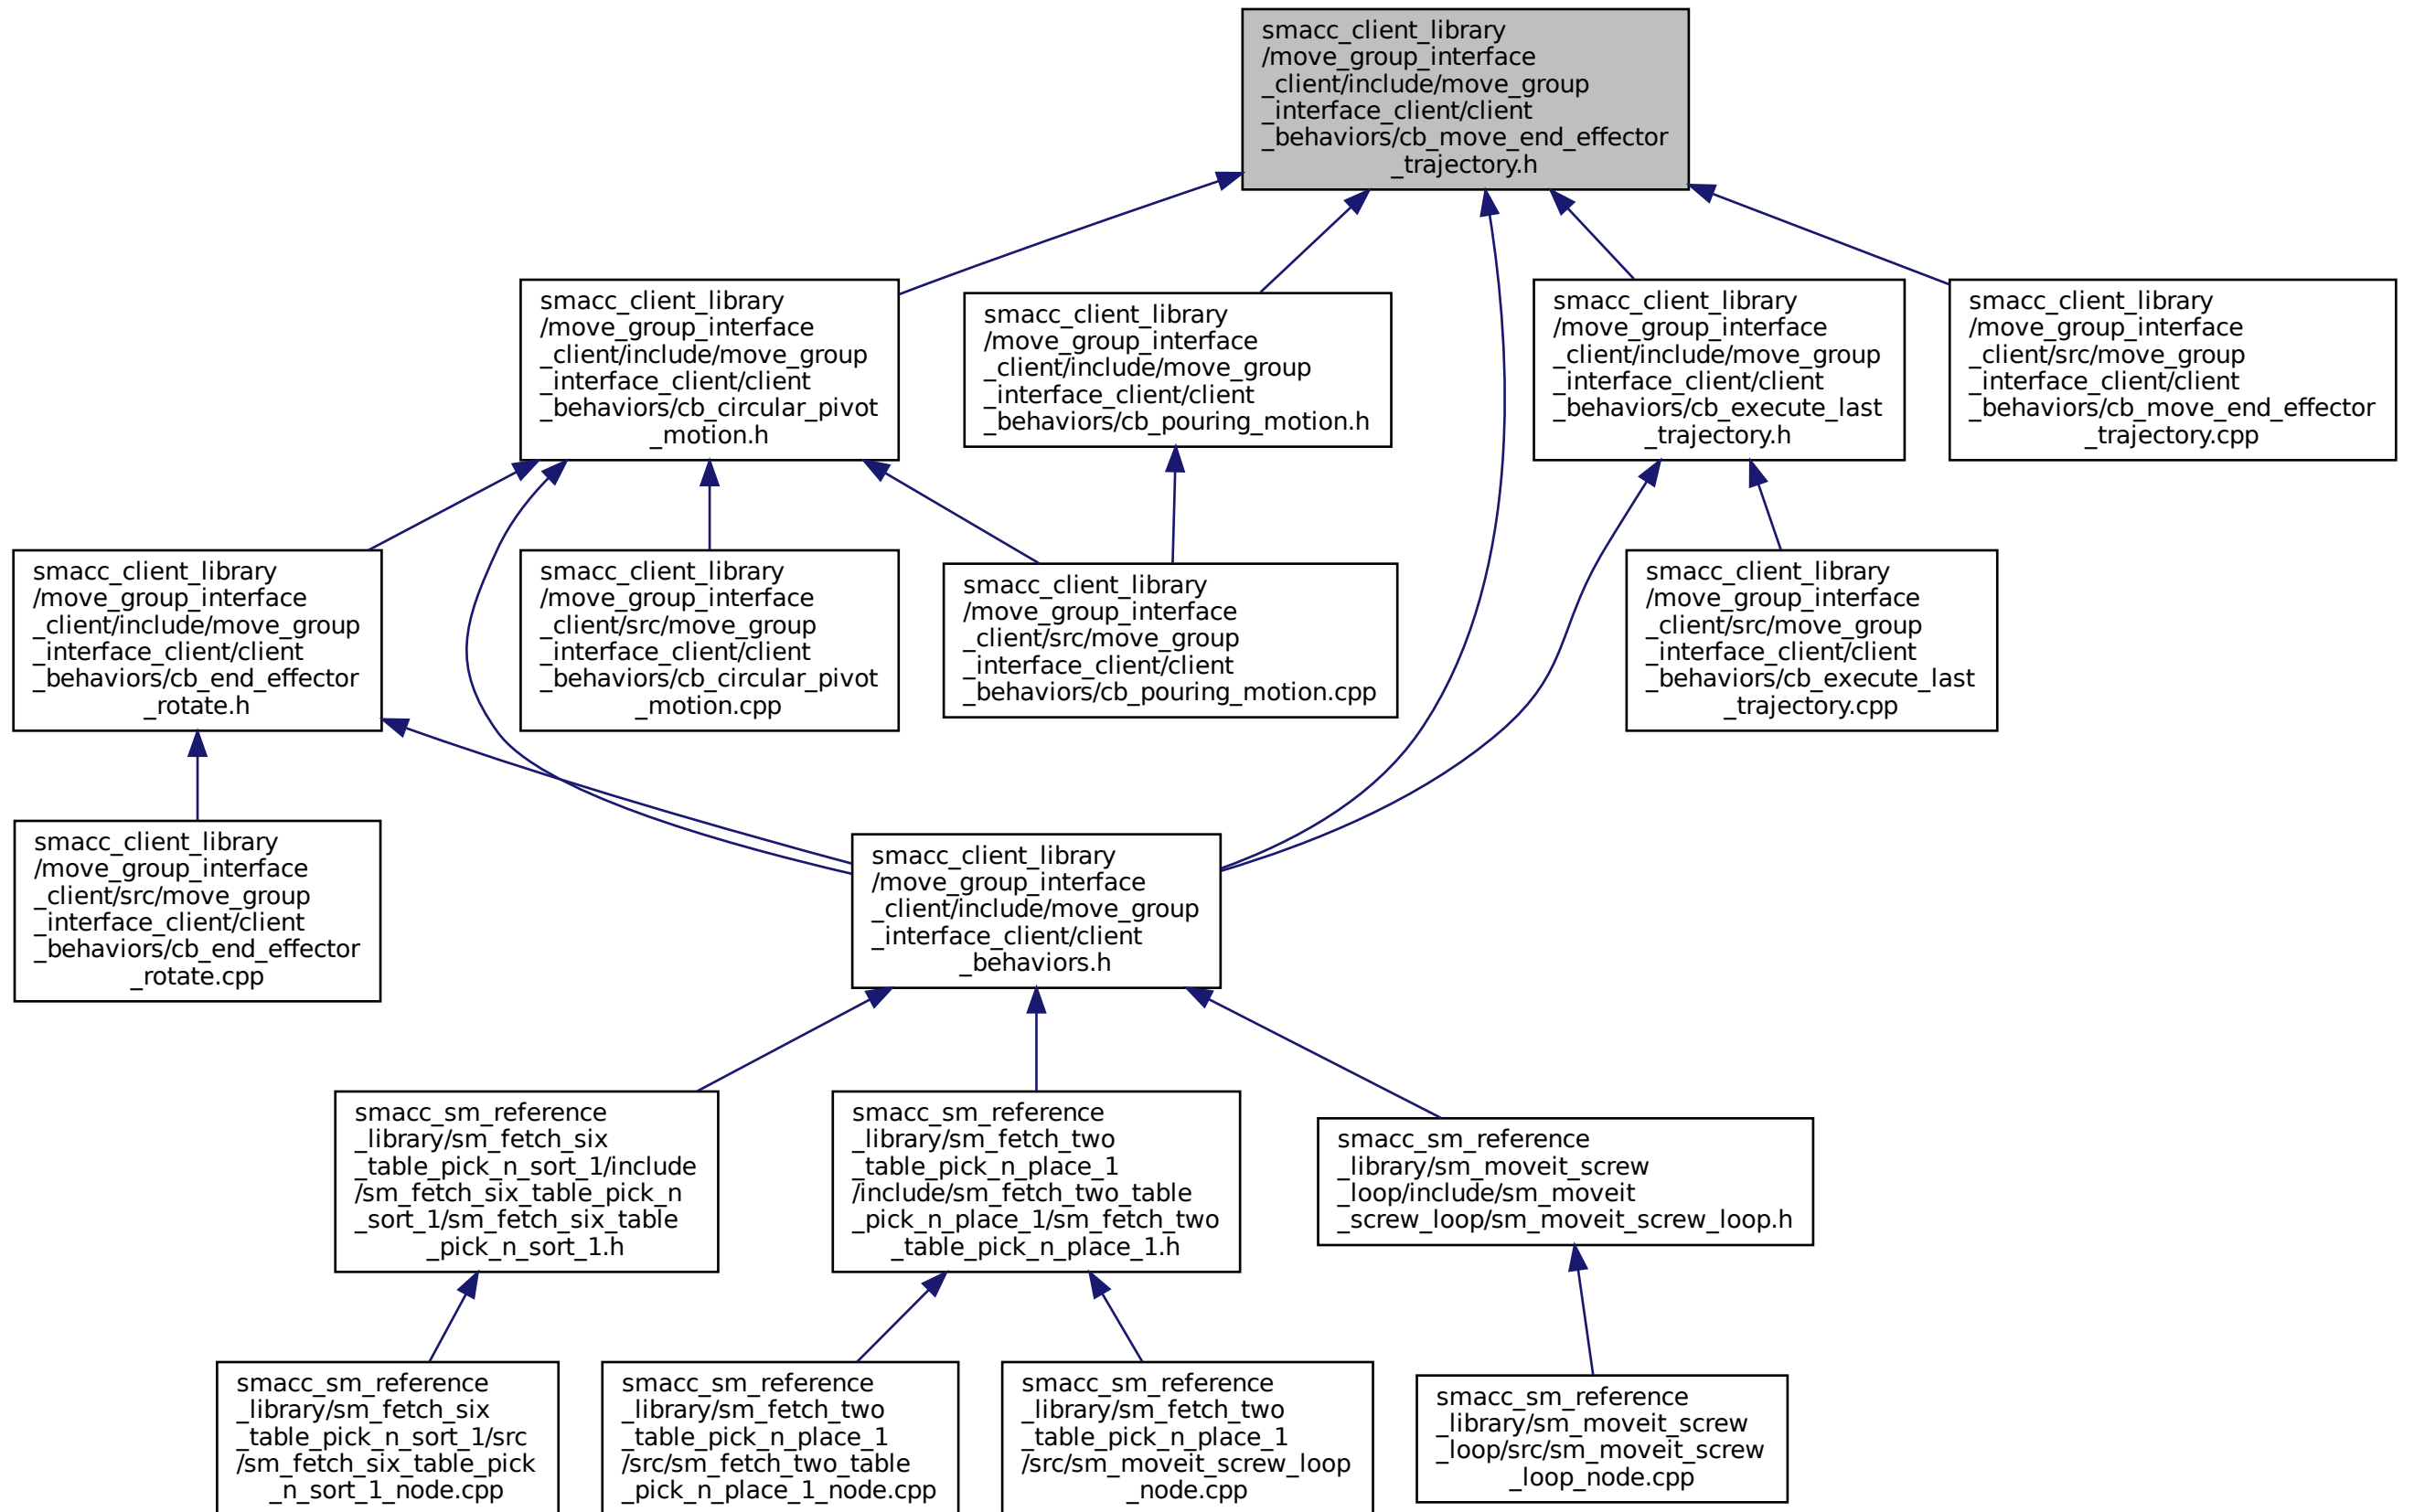 smacc_client_library
/move_group_interface
_client/include/move_group
_interface_client/client
_behaviors/cb_move_end_effector
_trajectory.h
smacc_client_library
/move_group_interface
_client/include/move_group
_interface_client/client
_behaviors/cb_circular_pivot
_motion.h
smacc_client_library
/move_group_interface
_client/include/move_group
_interface_client/client
_behaviors/cb_pouring_motion.h
smacc_client_library
/move_group_interface
_client/include/move_group
_interface_client/client
_behaviors/cb_execute_last
_trajectory.h
smacc_client_library
/move_group_interface
_client/src/move_group
_interface_client/client
_behaviors/cb_move_end_effector
_trajectory.cpp
smacc_client_library
/move_group_interface
_client/include/move_group
_interface_client/client
_behaviors/cb_end_effector
_rotate.h
smacc_client_library
/move_group_interface
_client/src/move_group
_interface_client/client
_behaviors/cb_circular_pivot
_motion.cpp
smacc_client_library
/move_group_interface
_client/src/move_group
_interface_client/client
_behaviors/cb_pouring_motion.cpp
smacc_client_library
/move_group_interface
_client/src/move_group
_interface_client/client
_behaviors/cb_execute_last
_trajectory.cpp
smacc_client_library
/move_group_interface
_client/src/move_group
_interface_client/client
_behaviors/cb_end_effector
_rotate.cpp
smacc_client_library
/move_group_interface
_client/include/move_group
_interface_client/client
_behaviors.h
smacc_sm_reference
_library/sm_fetch_six
_table_pick_n_sort_1/include
/sm_fetch_six_table_pick_n
_sort_1/sm_fetch_six_table
_pick_n_sort_1.h
smacc_sm_reference
_library/sm_fetch_two
_table_pick_n_place_1
/include/sm_fetch_two_table
_pick_n_place_1/sm_fetch_two
_table_pick_n_place_1.h
smacc_sm_reference
_library/sm_moveit_screw
_loop/include/sm_moveit
_screw_loop/sm_moveit_screw_loop.h
smacc_sm_reference
_library/sm_fetch_six
_table_pick_n_sort_1/src
/sm_fetch_six_table_pick
_n_sort_1_node.cpp
smacc_sm_reference
_library/sm_fetch_two
_table_pick_n_place_1
/src/sm_fetch_two_table
_pick_n_place_1_node.cpp
smacc_sm_reference
_library/sm_fetch_two
_table_pick_n_place_1
/src/sm_moveit_screw_loop
_node.cpp
smacc_sm_reference
_library/sm_moveit_screw
_loop/src/sm_moveit_screw
_loop_node.cpp